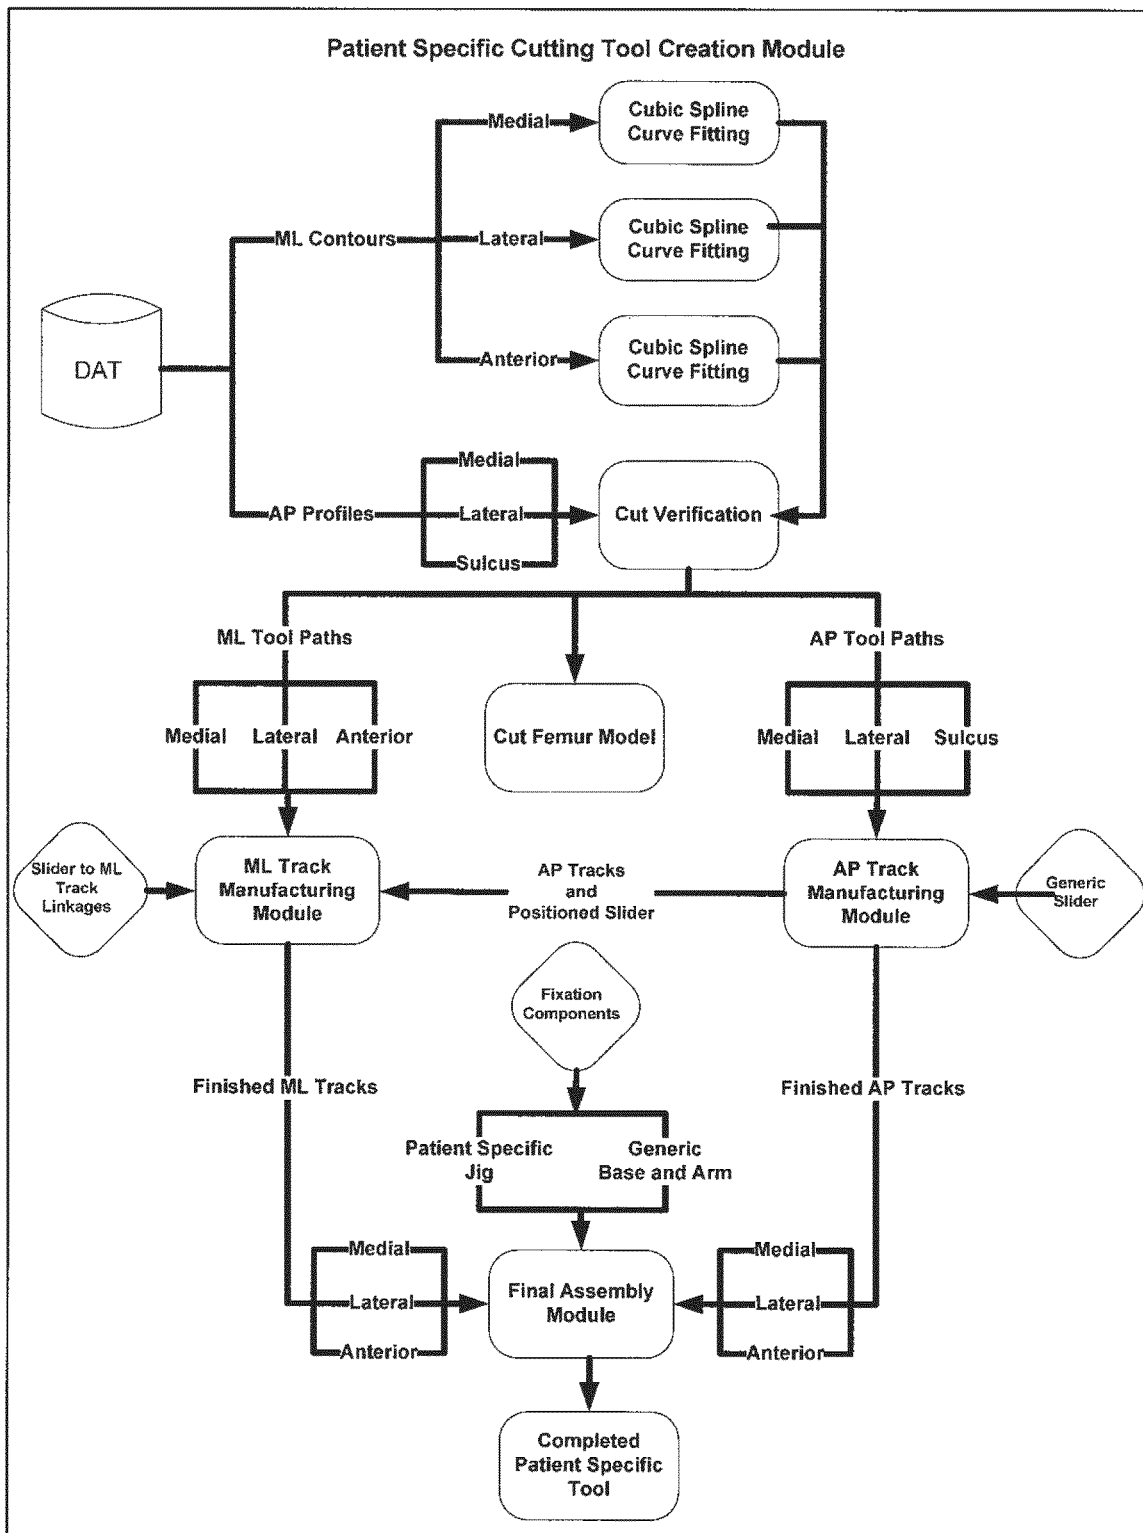 Patient Specific Cutting Tool Creation Module
Medial
Cubic Spline
Curve Fitting
ML Contours
Lateral
Cubic Spline
Curve Fitting
DAT
Anterior
Cubic Spline
Curve Fitting
Medial
AP Profiles
Lateral
Cut Verification
Sulcus
ML Tool Paths
AP Tool Paths
Medial
Lateral
Anterior
Cut Femur Model
Medial
Lateral
Sulcus
Slider to ML
Track
Linkages
ML Track
Manufacturing
Module
AP Tracks
and
Positioned Slider
AP Track
Manufacturing
Module
Generic
Slider
Fixation
Components
Finished ML Tracks
Finished AP Tracks
Patient Specific
Jig
Generic
Base and Arm
Medial
Lateral
Anterior
Final Assembly
Module
Medial
Lateral
Anterior
Completed
Patient Specific
Tool